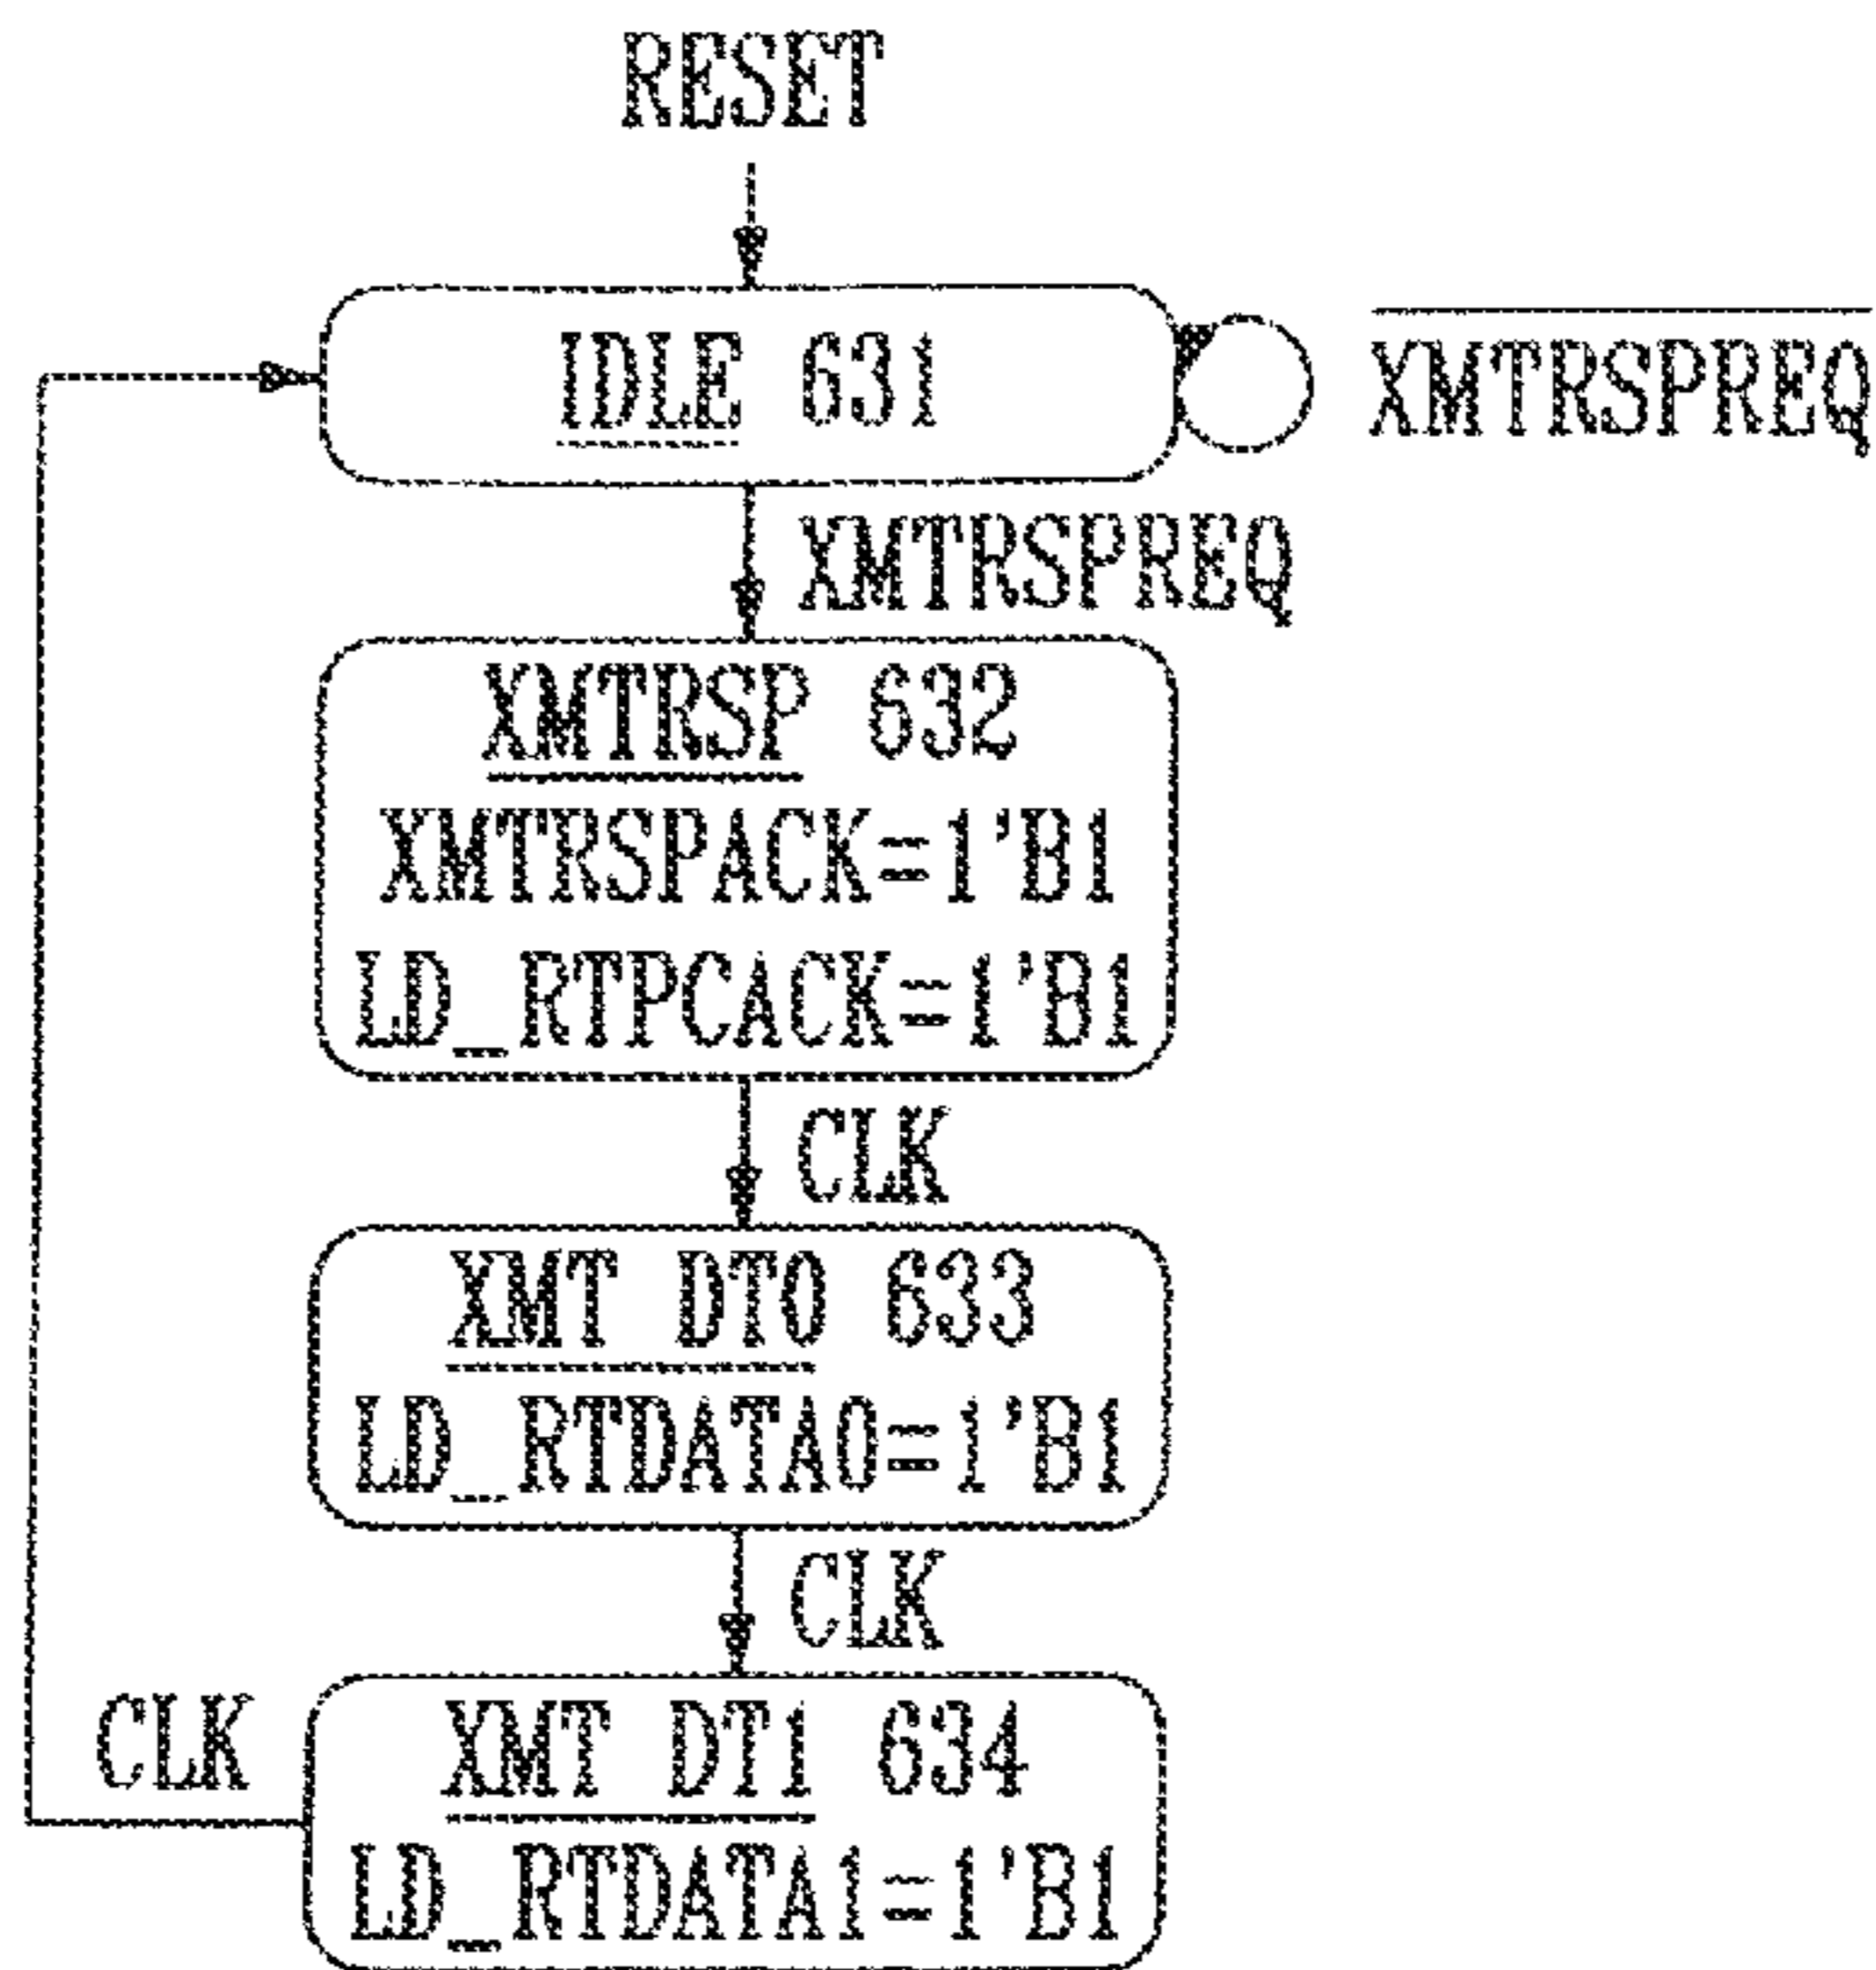 RESET
IDLE 631
XMTRSPREQ
XMTRSPREQ
XMTRSP 632
XMTRSPACK=1'B1
LD_RTPCACK=1'B1
CLK
XMT DT0 633
LD_RTDATA0=1'B1
CLK
CLK
XMT DT1 634
LD_RTDATA1=1'B1